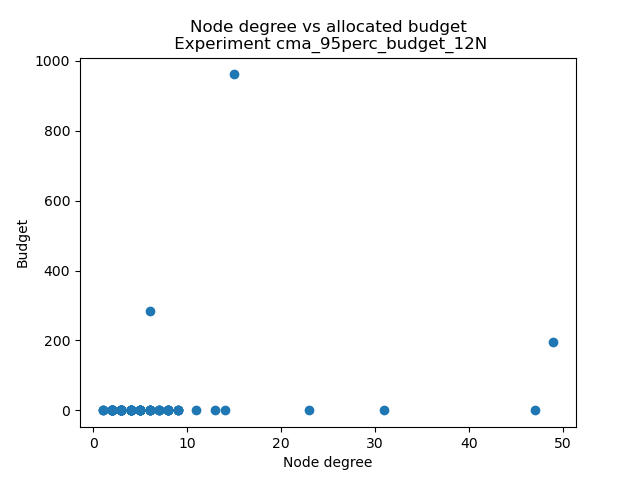 Node degree vs allocated budget
Experiment cma_95perc_budget_12N
1000
800
600
400
200
0
Budget
0 10 20 30 40 50
Node degree